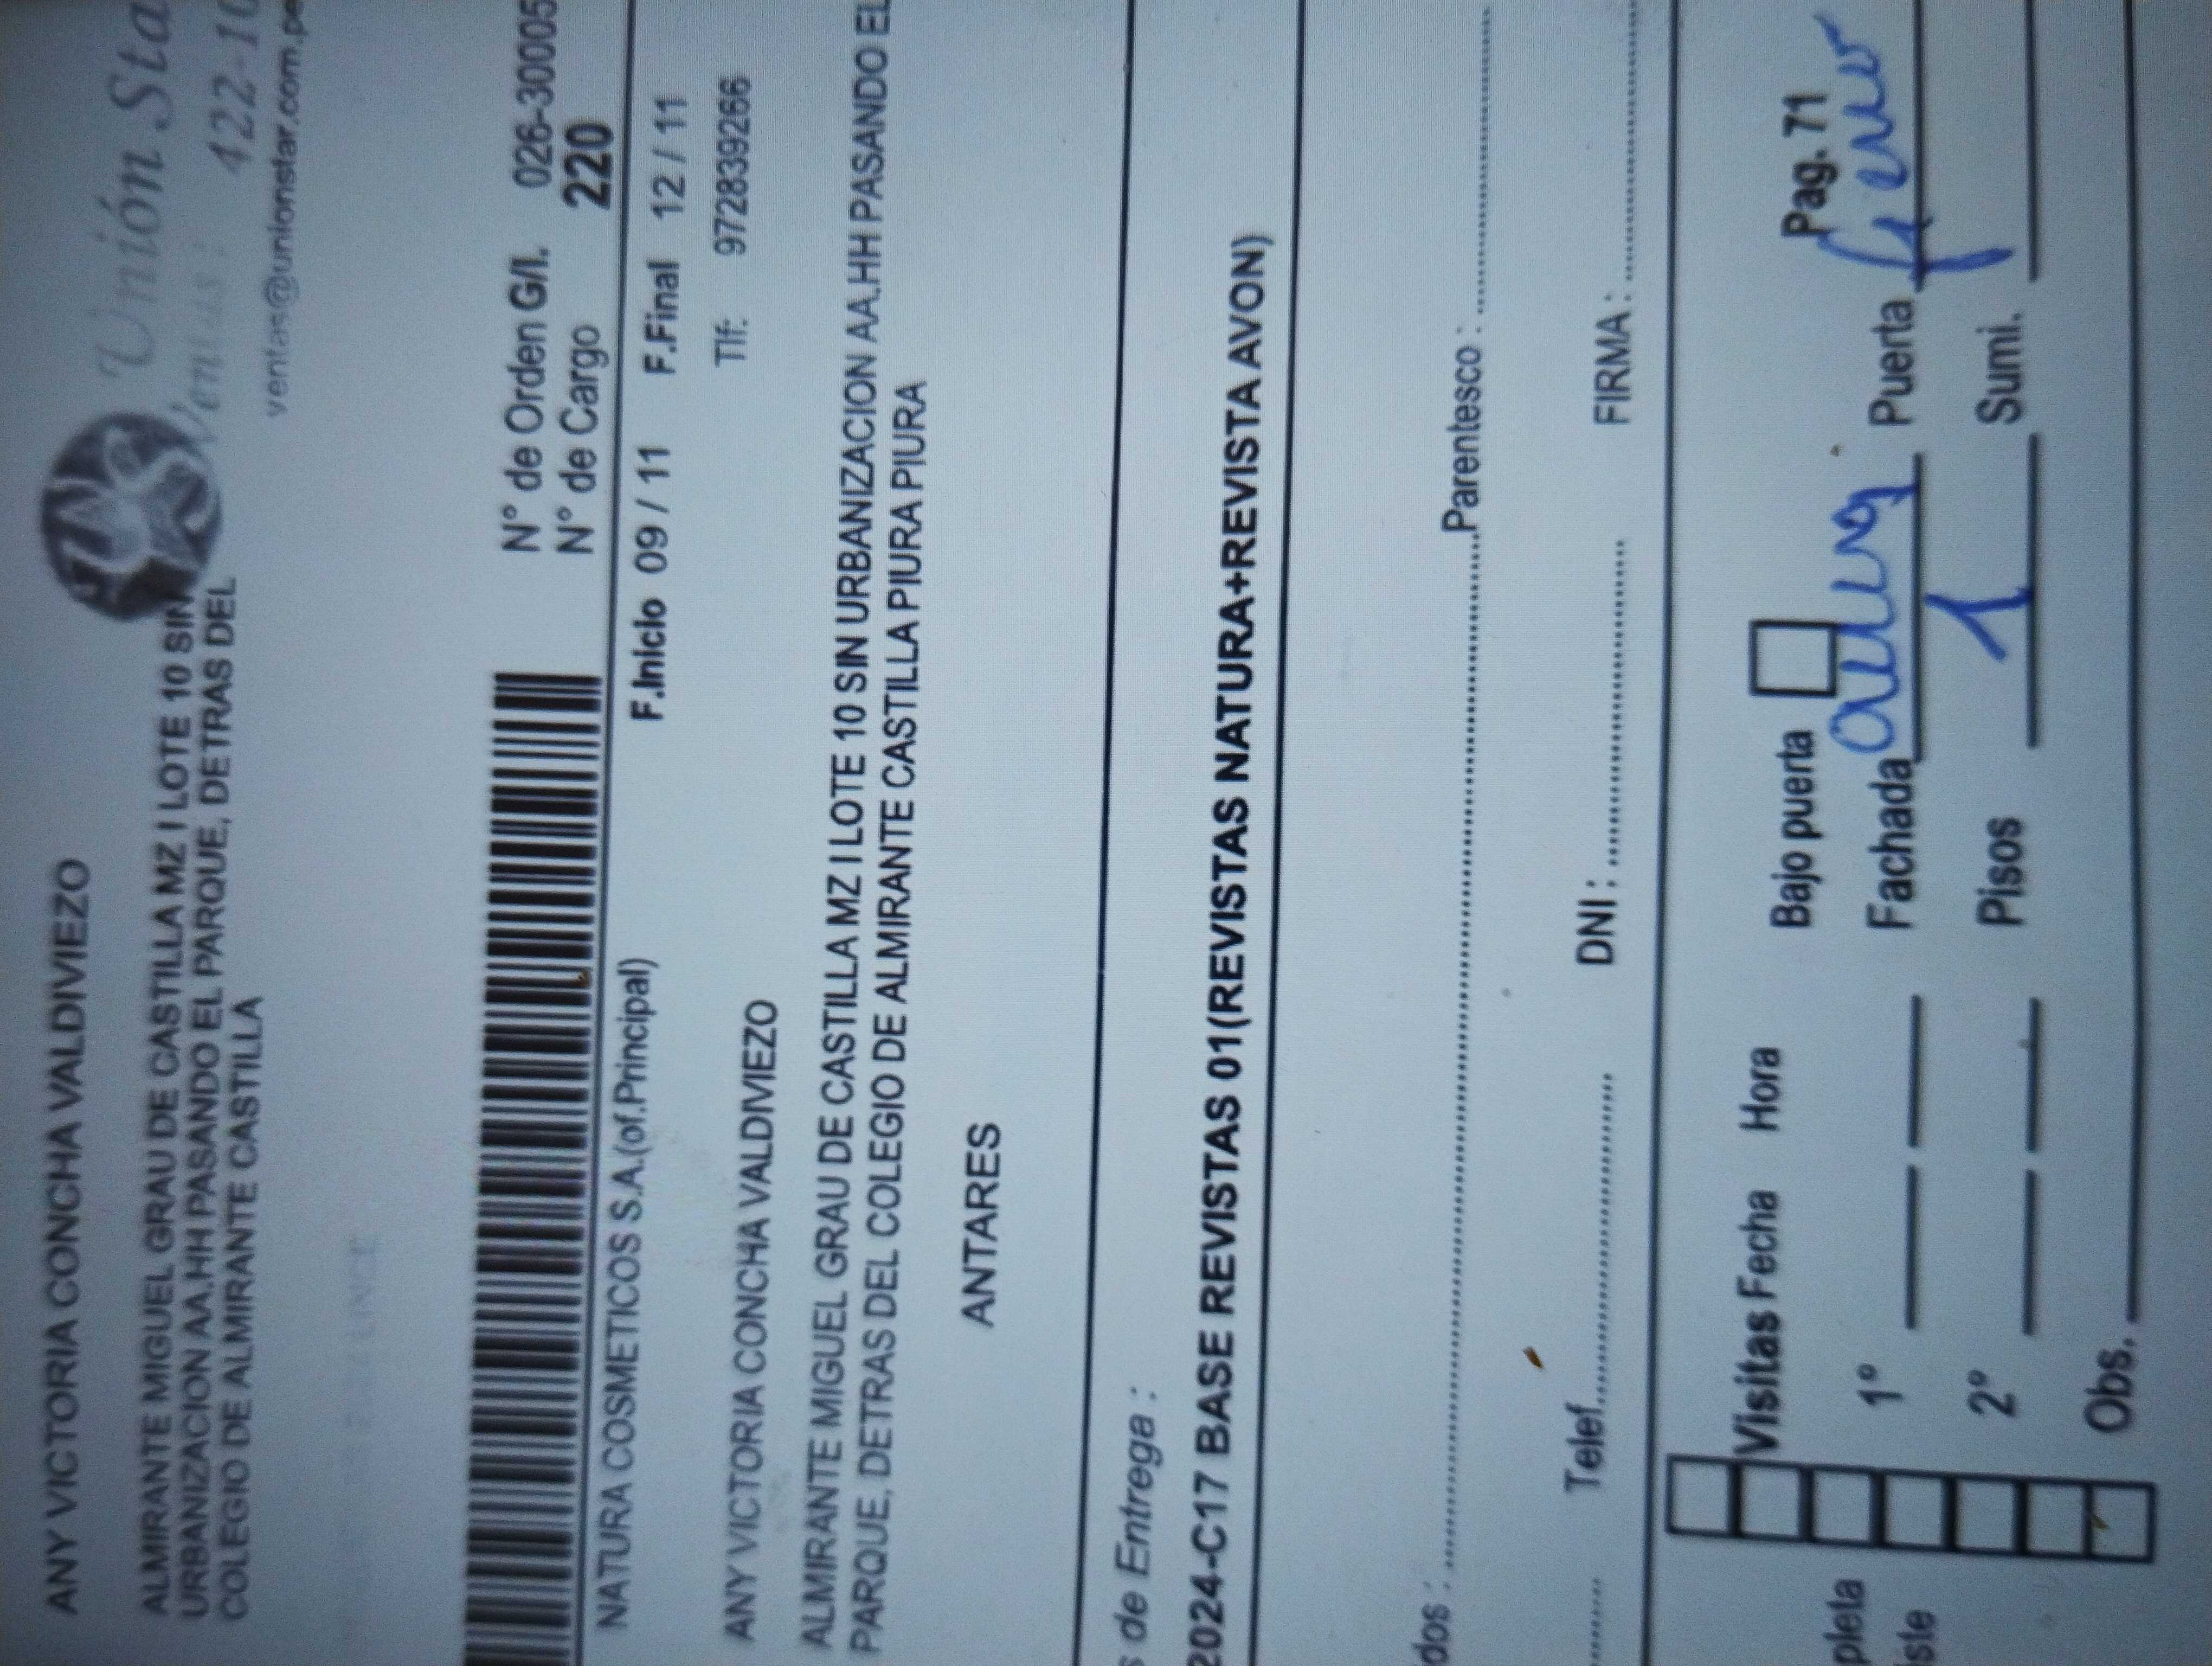 ANY VICTORIA CONCHA VALDIVIEZO
ALMIRANTE MIGUEL GRAU DE CASTILLA MZ I LOTE 10 SIN
URBANIZACION AA.HH PASANDO EL PARQUE, DETRAS DEL
COLEGIO DE ALMIRANTE CASTILLA
Unión Sta
Ventas: 422-10
ventas@unionstar.com.pe
N° de Orden G/I. 026-30005
N° de Cargo 220
NATURA COSMETICOS S.A.(of.Principal) F.Inicio 09 / 11 F.Final 12 / 11
ANY VICTORIA CONCHA VALDIVIEZO Tlf: 972839266
ALMIRANTE MIGUEL GRAU DE CASTILLA MZ I LOTE 10 SIN URBANIZACION AA.HH PASANDO EL
PARQUE, DETRAS DEL COLEGIO DE ALMIRANTE CASTILLA PIURA PIURA
ANTARES
s de Entrega :
2024-C17 BASE REVISTAS 01(REVISTAS NATURA+REVISTA AVON)
dos : Parentesco :
Telef. DNI : FIRMA :
Visitas Fecha Hora Bajo puerta Pag. 71
1° Fachada Puerta
2° Pisos 1 Sumi.
Obs.
pleta
iste